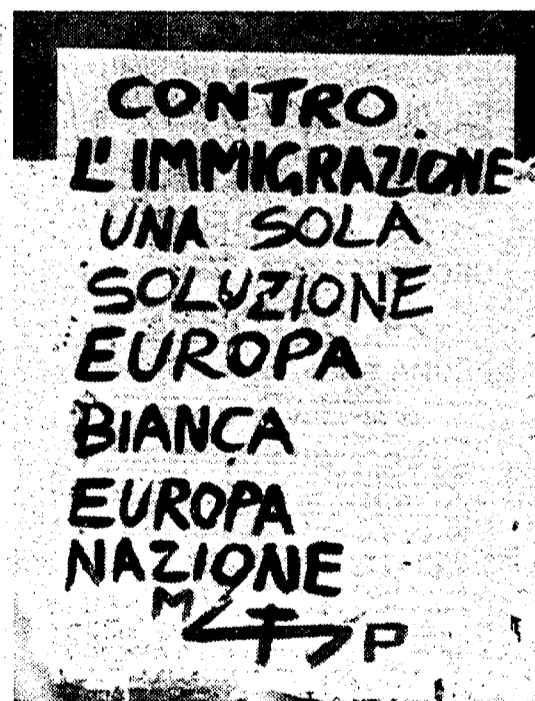 CONTRO
L'IMMIGRAZIONE
UNA SOLA
SOLUZIONE
EUROPA
BIANCA
EUROPA
NAZIONE
M P